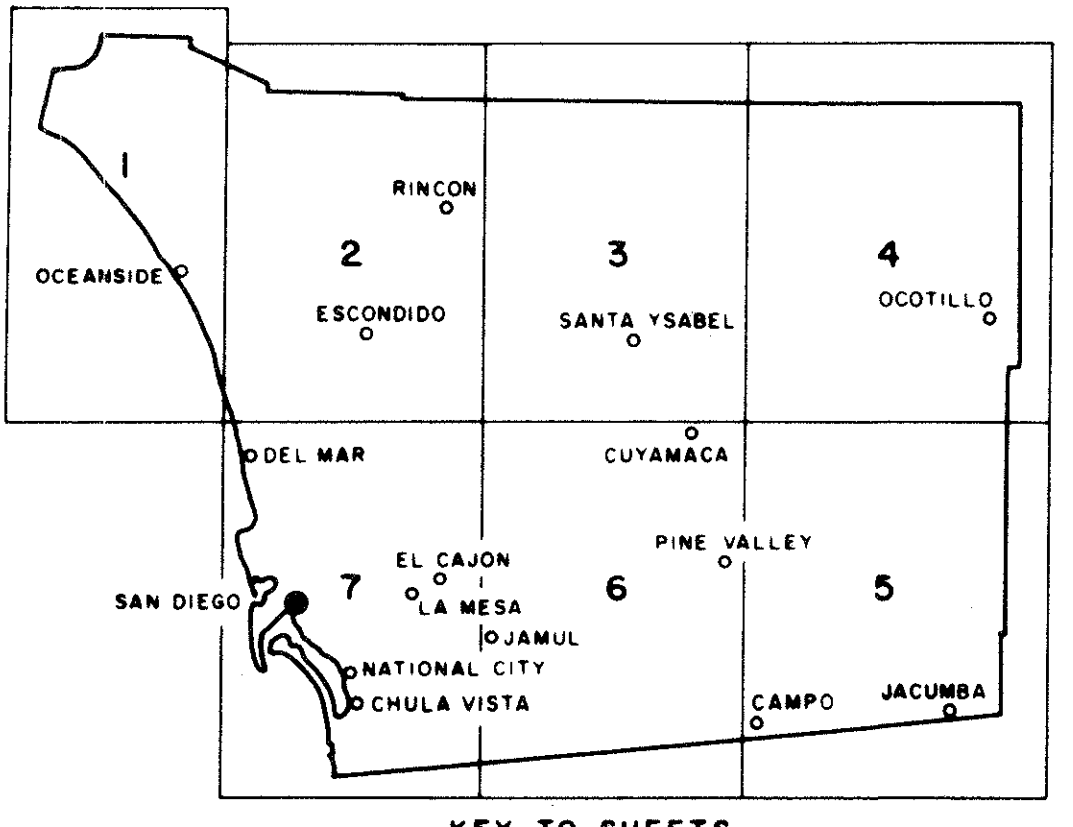 1
RINCON
2
3
4
OCEANSIDE
OCOTILLO
ESCONDIDO
SANTA YSABEL
DEL MAR
CUYAMACA
PINE VALLEY
EL CAJON
SAN DIEGO
7
6
5
LA MESA
JAMUL
NATIONAL CITY
CHULA VISTA
CAMPO
JACUMBA
KEY TO SHEETS